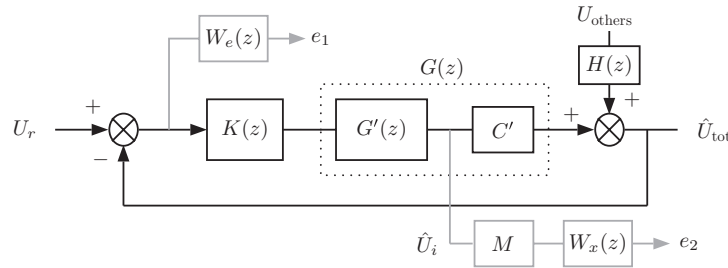 U_others
W_e(z)
e_1
G(z)
H(z)
+
+
+
U_r
K(z)
G′(z)
C′
Û_tot
−
Û_i
M
W_x(z)
e_2